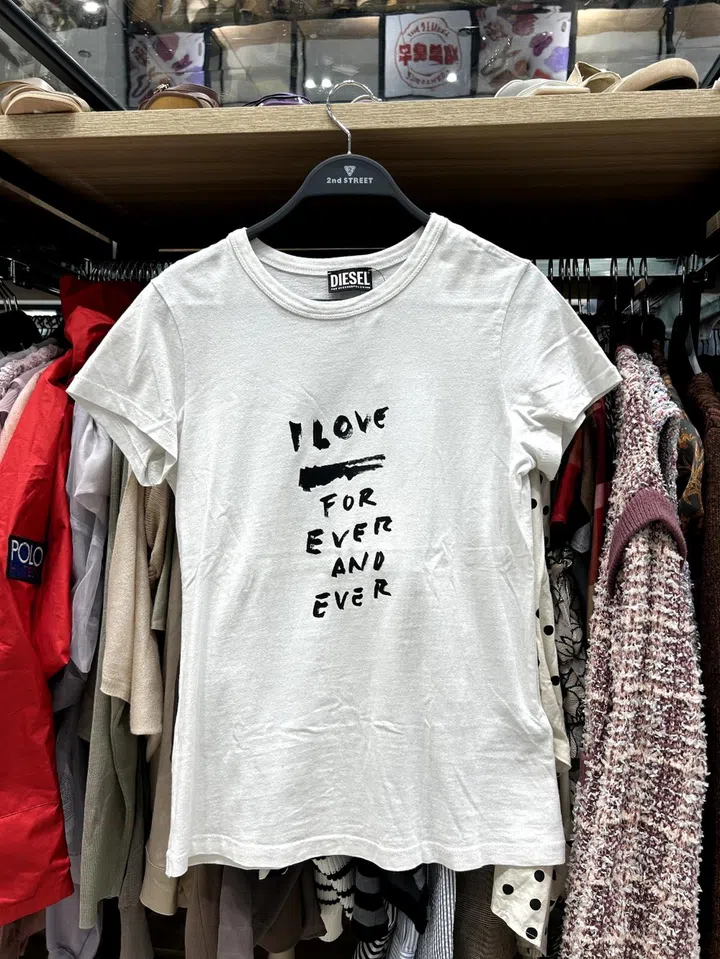 2nd STREET
DIESEL
I LOVE
FOR
EVER
AND
EVER
POLO